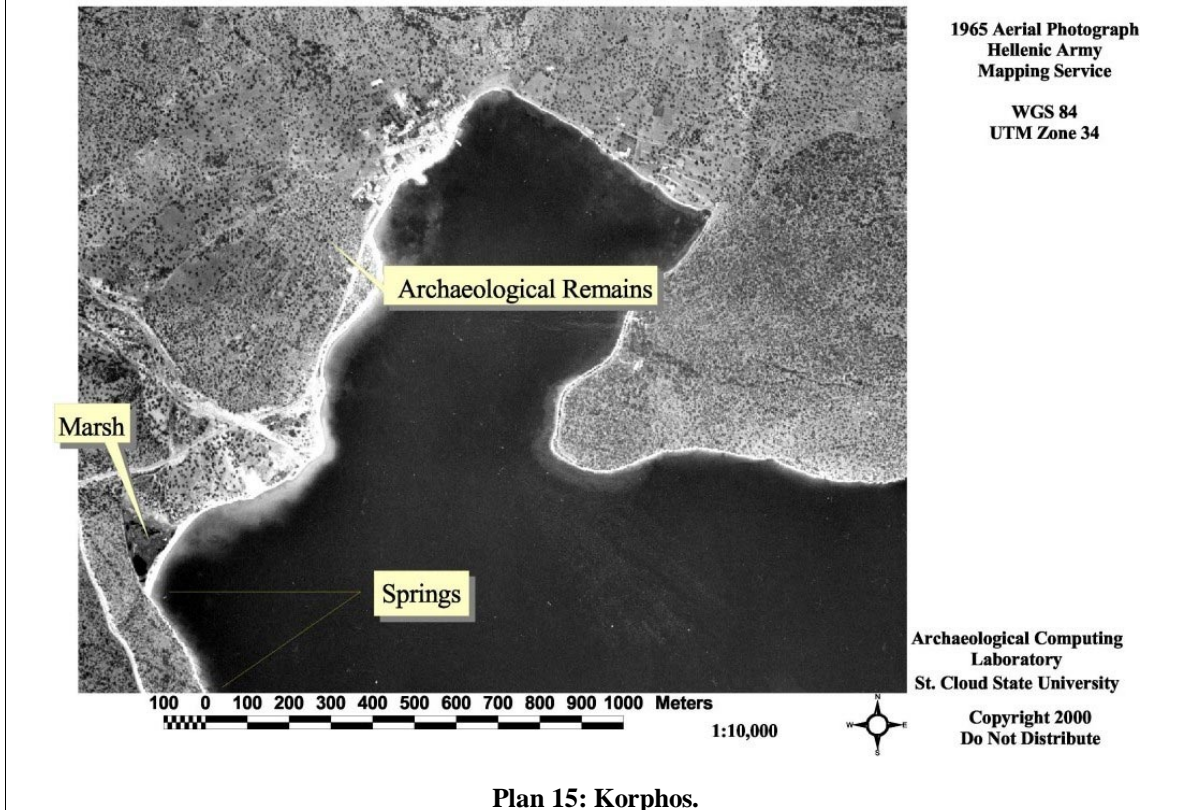 1965 Aerial Photograph
Hellenic Army
Mapping Service
WGS 84
UTM Zone 34
Archaeological Remains
Marsh
Springs
Archaeological Computing
Laboratory
St. Cloud State University
Copyright 2000
Do Not Distribute
100 0 100 200 300 400 500 600 700 800 900 1000 Meters
1:10,000
N
W E
S
Plan 15: Korphos.